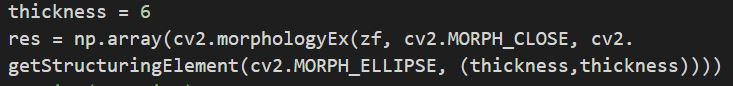 thickness = 6
res = np.array(cv2.morphologyEx(zf, cv2.MORPH_CLOSE, cv2.
getStructuringElement(cv2.MORPH_ELLIPSE, (thickness,thickness))))